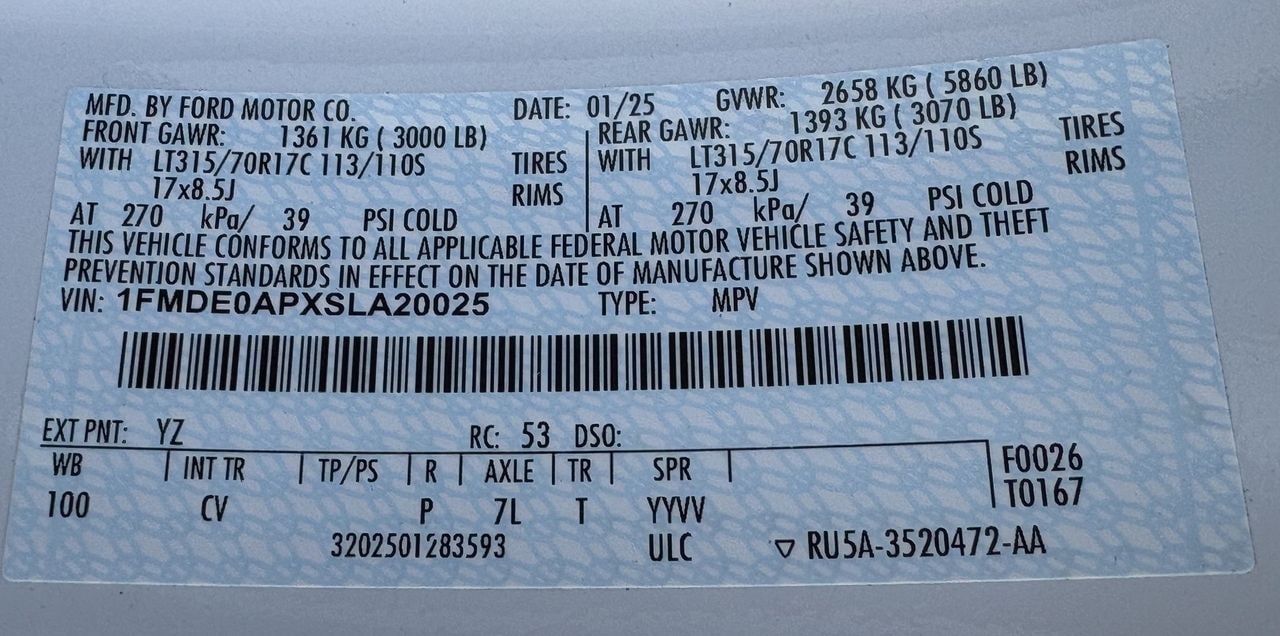 MFD. BY FORD MOTOR CO. DATE: 01/25 GVWR: 2658 KG ( 5860 LB)
FRONT GAWR: 1361 KG ( 3000 LB) REAR GAWR: 1393 KG ( 3070 LB)
WITH LT315/70R17C 113/110S TIRES WITH LT315/70R17C 113/110S TIRES
17x8.5J RIMS 17x8.5J RIMS
AT 270 kPa/ 39 PSI COLD AT 270 kPa/ 39 PSI COLD
THIS VEHICLE CONFORMS TO ALL APPLICABLE FEDERAL MOTOR VEHICLE SAFETY AND THEFT
PREVENTION STANDARDS IN EFFECT ON THE DATE OF MANUFACTURE SHOWN ABOVE.
VIN: 1FMDE0APXSLA20025 TYPE: MPV
EXT PNT: YZ RC: 53 DSO:
WB INT TR TP/PS R AXLE TR SPR F0026
100 CV P 7L T YYVV T0167
3202501283593 ULC ▽ RU5A-3520472-AA